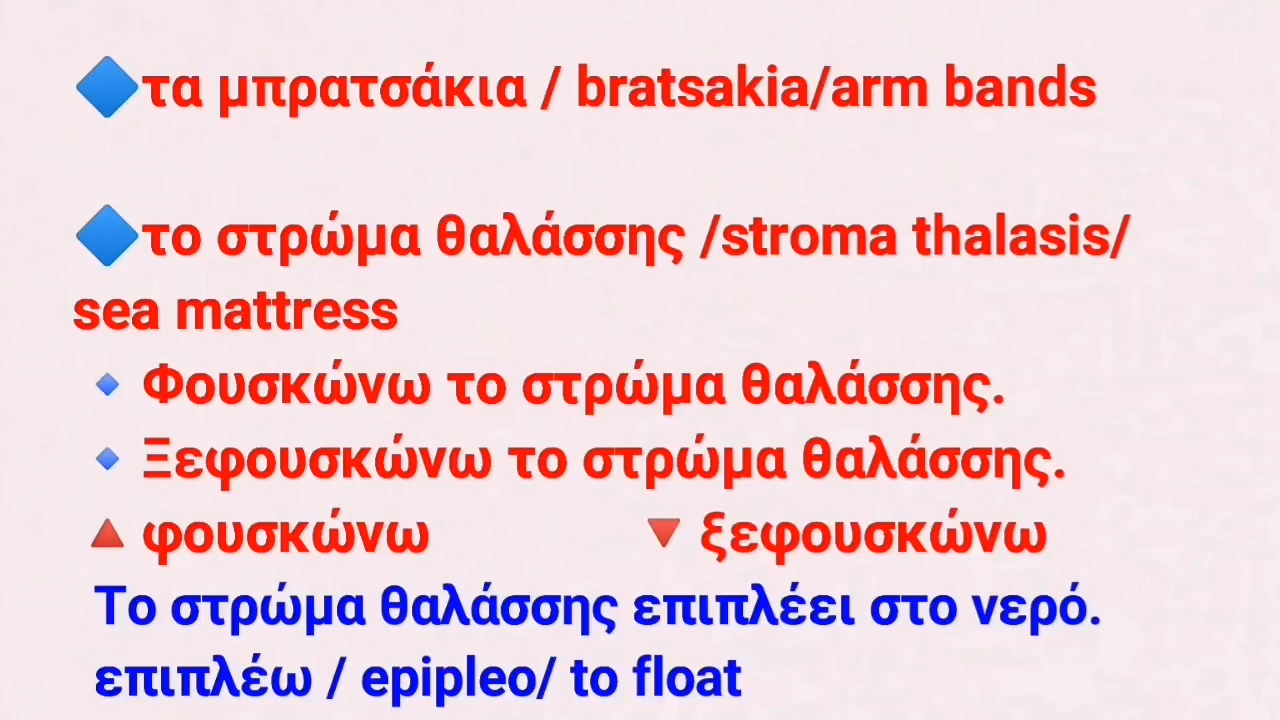 🔷τα μπρατσάκια / bratsakia/arm bands
🔷το στρώμα θαλάσσης /stroma thalasis/
sea mattress
🔹 Φουσκώνω το στρώμα θαλάσσης.
🔹 Ξεφουσκώνω το στρώμα θαλάσσης.
🔺φουσκώνω 🔻ξεφουσκώνω
Το στρώμα θαλάσσης επιπλέει στο νερό.
επιπλέω / epipleo/ to float